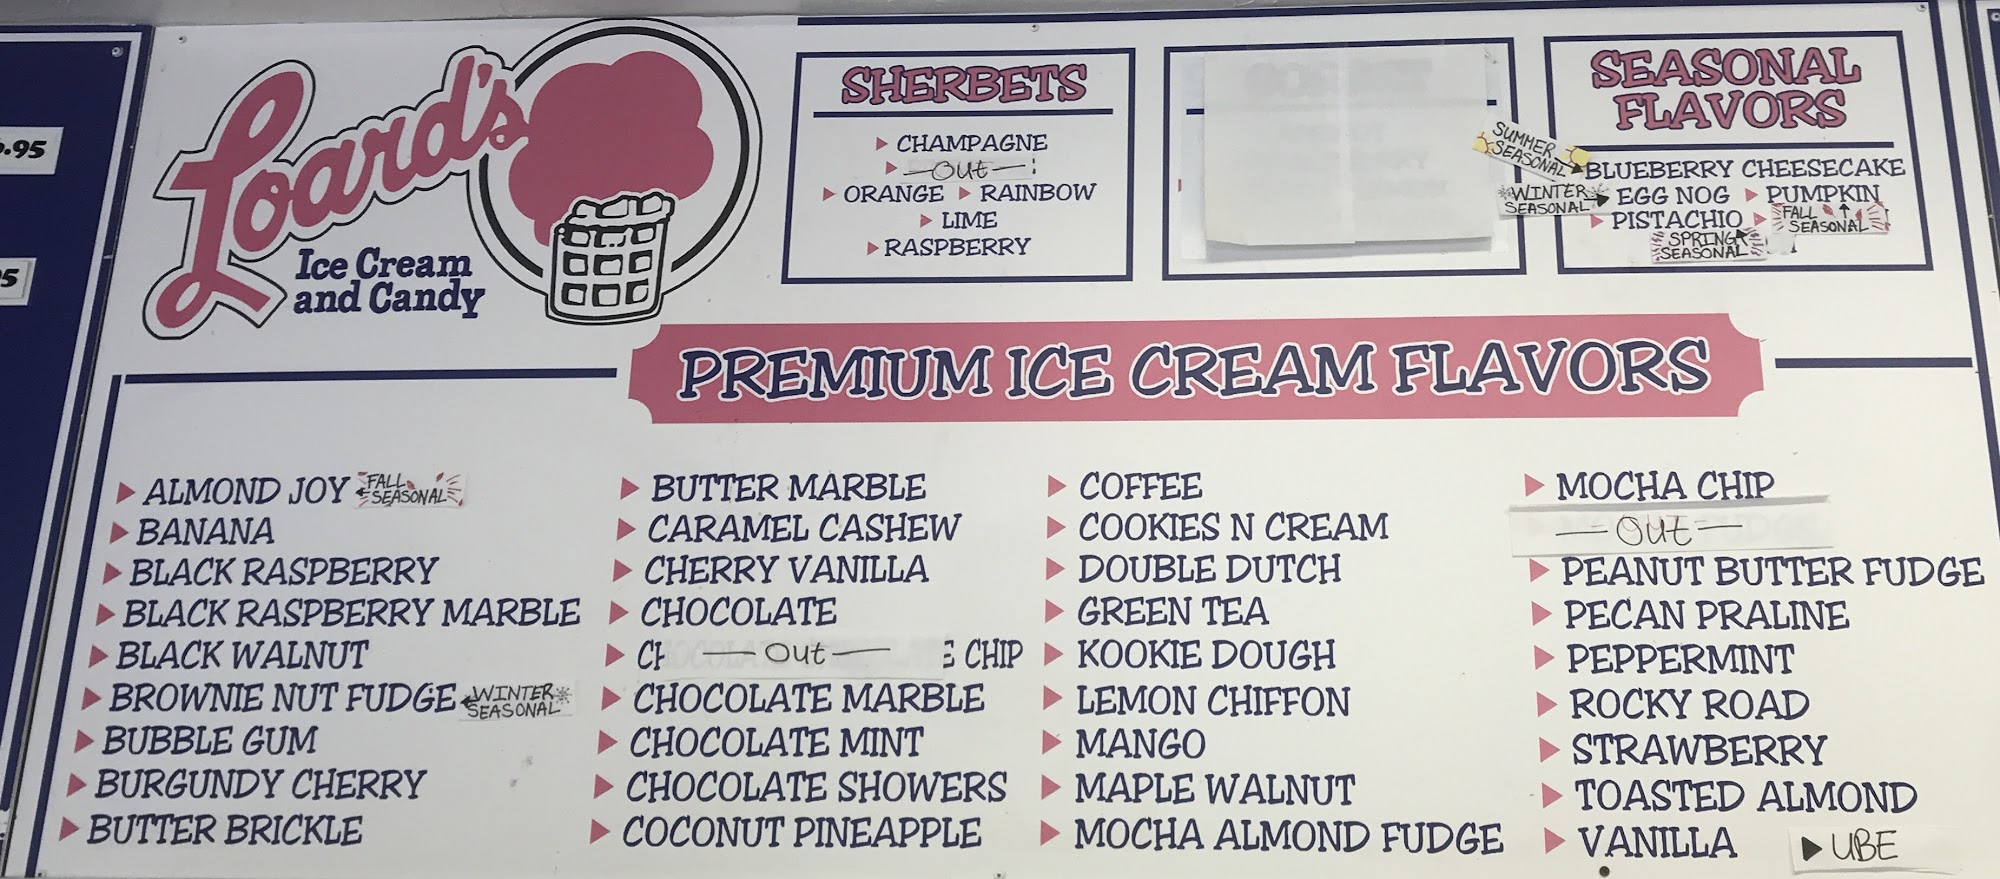 .95
5
Loard's
Ice Cream
and Candy
SHERBETS
CHAMPAGNE
OUT
ORANGE RAINBOW
LIME
RASPBERRY
SEASONAL
FLAVORS
SUMMER
SEASONAL
BLUEBERRY CHEESECAKE
WINTER
SEASONAL
EGG NOG PUMPKIN
PISTACHIO
FALL
SEASONAL
SPRING
SEASONAL
PREMIUM ICE CREAM FLAVORS
ALMOND JOY
FALL
SEASONAL
BANANA
BLACK RASPBERRY
BLACK RASPBERRY MARBLE
BLACK WALNUT
BROWNIE NUT FUDGE
WINTER
SEASONAL
BUBBLE GUM
BURGUNDY CHERRY
BUTTER BRICKLE
BUTTER MARBLE
CARAMEL CASHEW
CHERRY VANILLA
CHOCOLATE
CHOCOLATE — Out — E CHIP
CHOCOLATE MARBLE
CHOCOLATE MINT
CHOCOLATE SHOWERS
COCONUT PINEAPPLE
COFFEE
COOKIES N CREAM
DOUBLE DUTCH
GREEN TEA
KOOKIE DOUGH
LEMON CHIFFON
MANGO
MAPLE WALNUT
MOCHA ALMOND FUDGE
MOCHA CHIP
— OUT —
PEANUT BUTTER FUDGE
PECAN PRALINE
PEPPERMINT
ROCKY ROAD
STRAWBERRY
TOASTED ALMOND
VANILLA
UBE